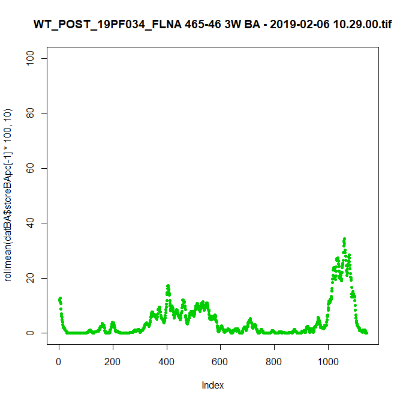 WT_POST_19PF034_FLNA 465-46 3W BA - 2019-02-06 10.29.00.tif
rollmean(datBA$storeBApc[-1] * 100, 10)
100
80
60
40
20
0
0 200 400 600 800 1000
Index